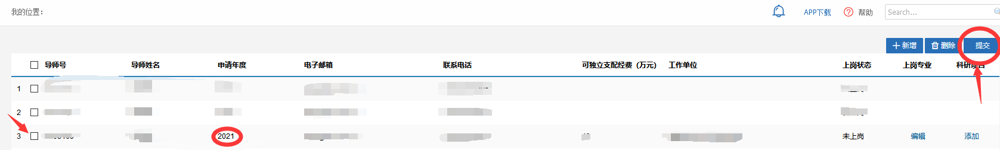 我的位置：
APP下载 帮助 Search...
新增 删除 提交
导师号 导师姓名 申请年度 电子邮箱 联系电话 可独立支配经费（万元） 工作单位 上岗状态 上岗专业 科研项目
1
2
3 2021 未上岗 编辑 添加